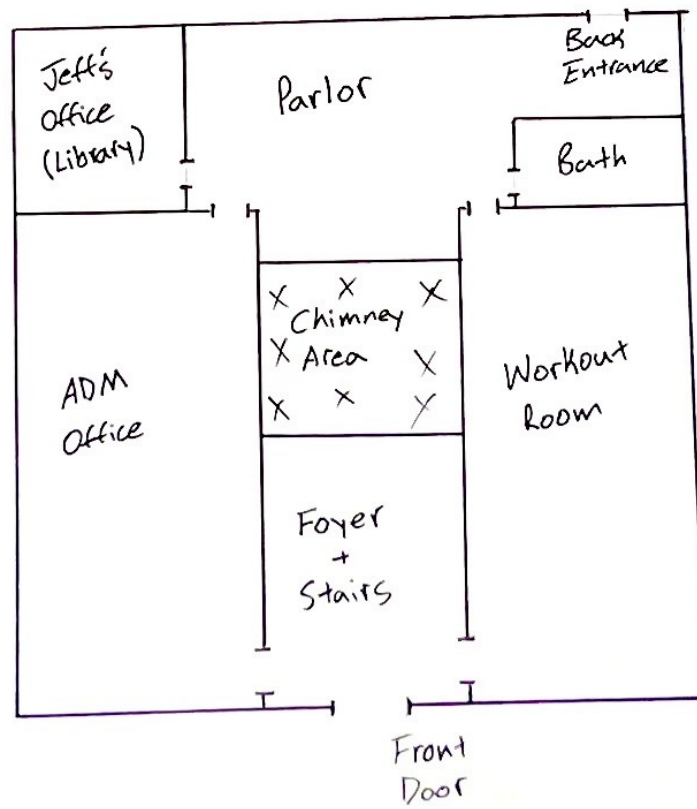 Jeff's
Office
(Library)
Parlor
Back
Entrance
Bath
Chimney
Area
ADM
Office
Workout
Room
Foyer
+
Stairs
Front
Door